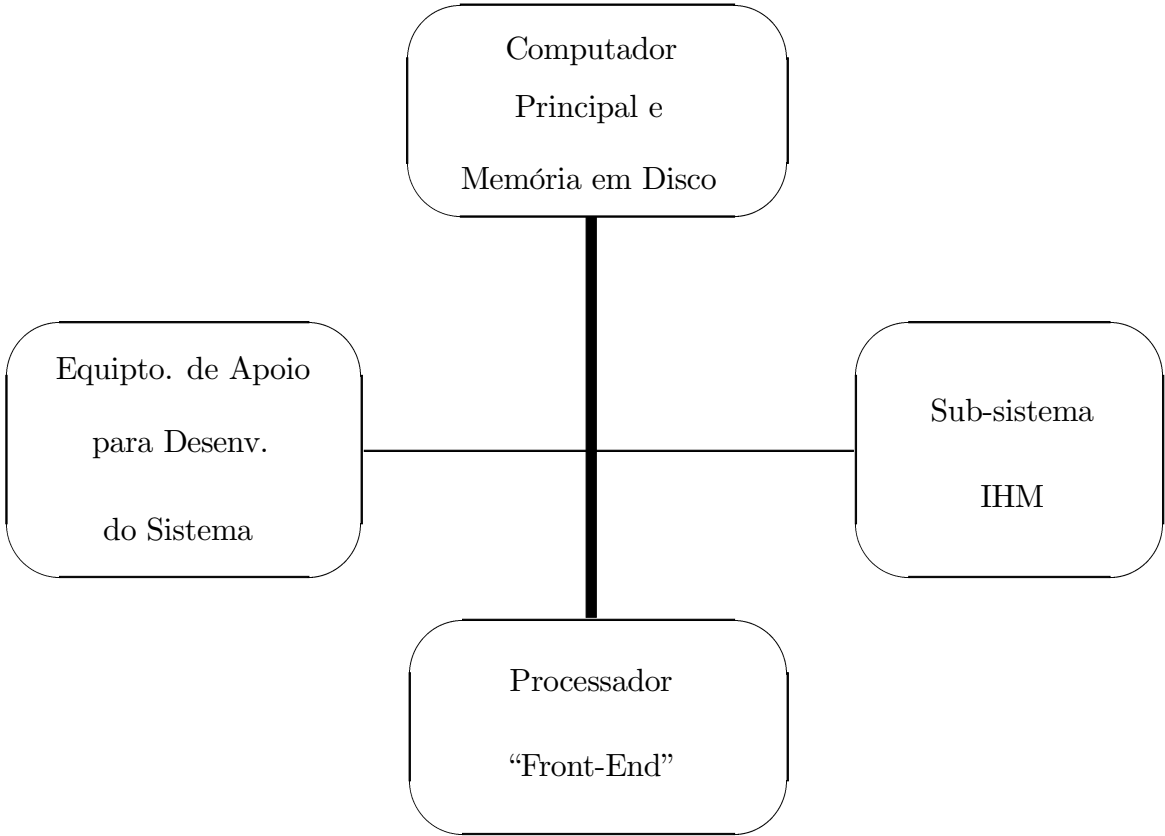 Computador
Principal e
Memória em Disco
Equipto. de Apoio
para Desenv.
do Sistema
Sub-sistema
IHM
Processador
“Front-End”